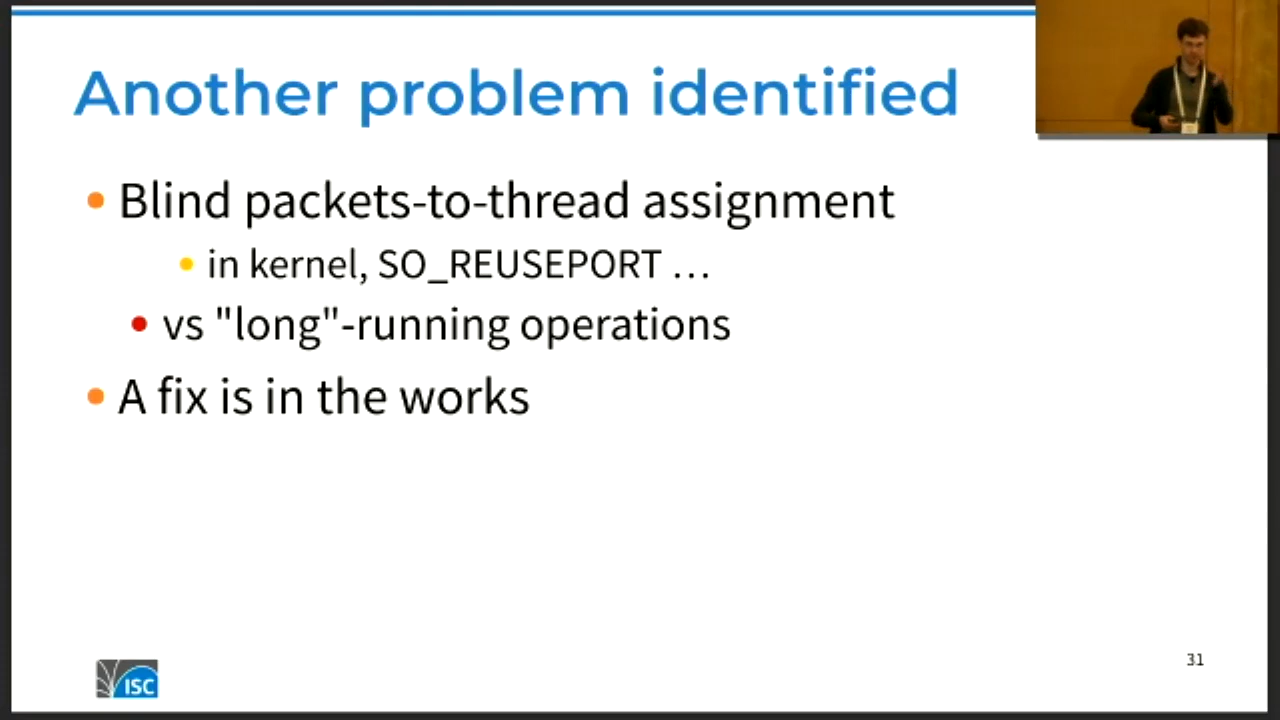 Another problem identified
Blind packets-to-thread assignment
in kernel, SO_REUSEPORT …
vs "long"-running operations
A fix is in the works
ISC
31